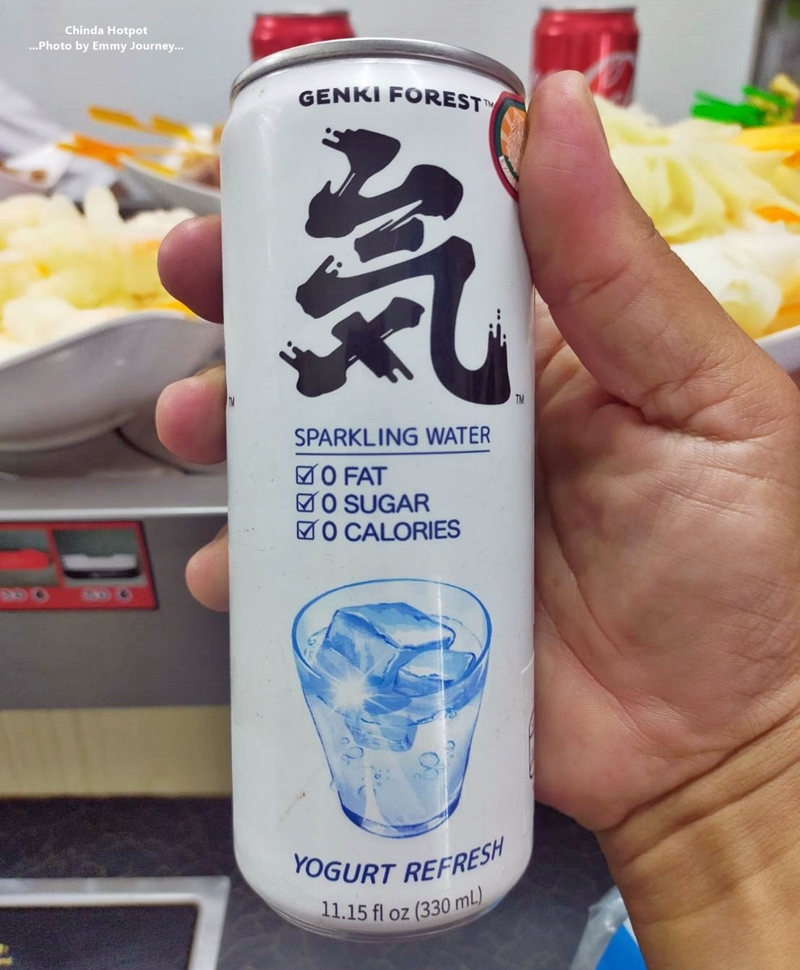 Chinda Hotpot
...Photo by Emmy Journey...
GENKI FOREST™
気
™
™
SPARKLING WATER
☑ 0 FAT
☑ 0 SUGAR
☑ 0 CALORIES
YOGURT REFRESH
11.15 fl oz (330 mL)